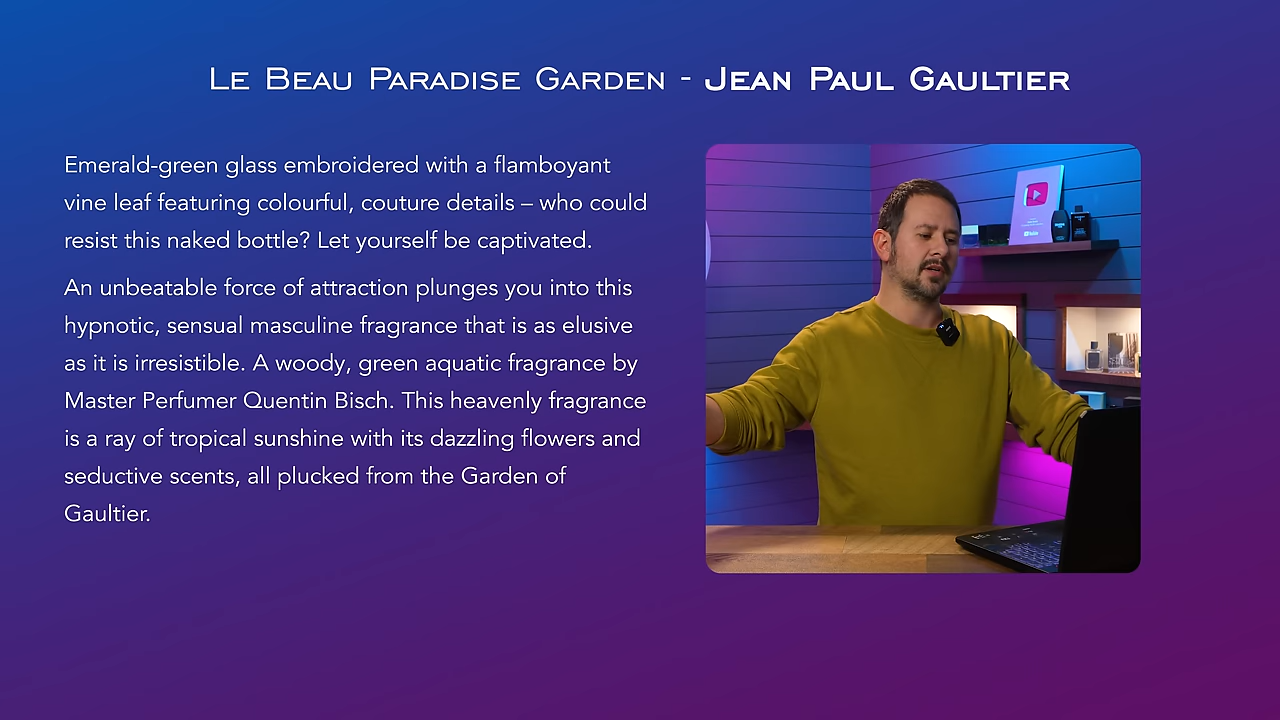 Le Beau Paradise Garden - Jean Paul Gaultier
Emerald-green glass embroidered with a flamboyant
vine leaf featuring colourful, couture details – who could
resist this naked bottle? Let yourself be captivated.
An unbeatable force of attraction plunges you into this
hypnotic, sensual masculine fragrance that is as elusive
as it is irresistible. A woody, green aquatic fragrance by
Master Perfumer Quentin Bisch. This heavenly fragrance
is a ray of tropical sunshine with its dazzling flowers and
seductive scents, all plucked from the Garden of
Gaultier.